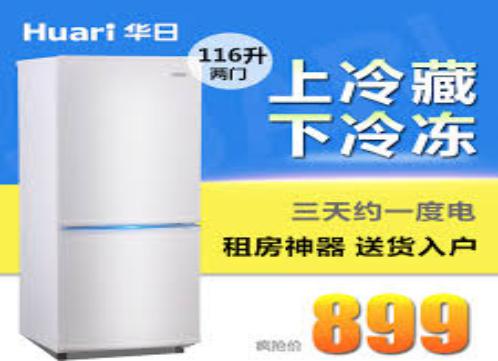 Huari 华日
116升
两门
上冷藏
下冷冻
三天约一度电
租房神器 送货入户
疯抢价 899